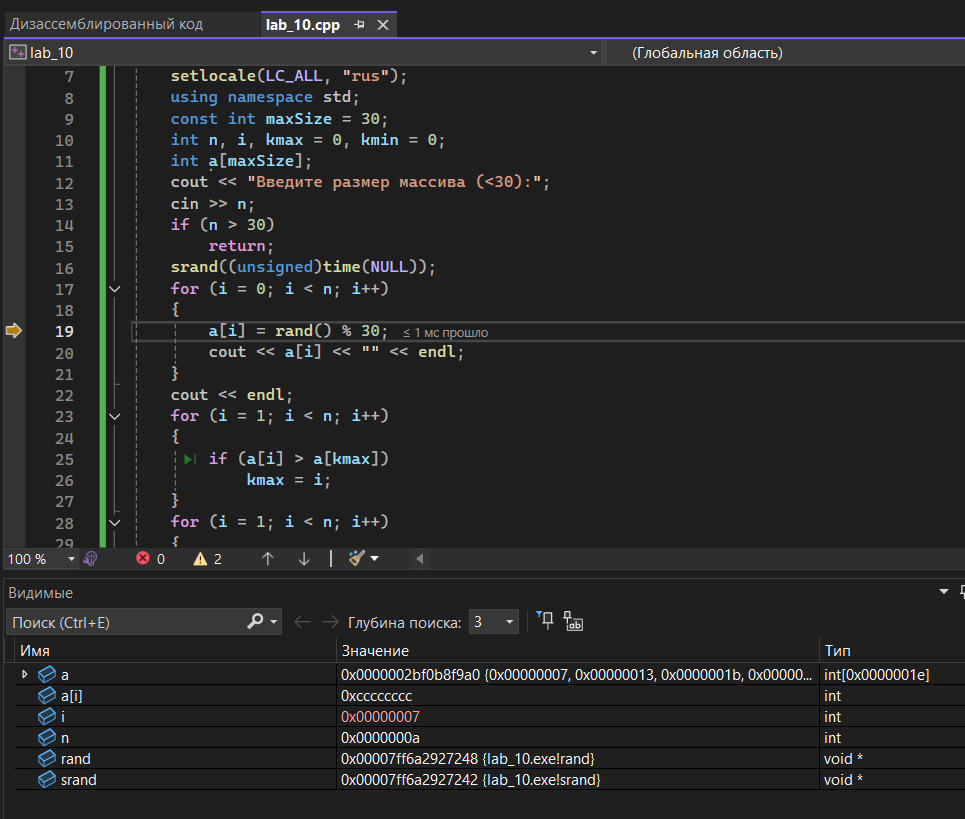 Дизассемблированный код lab_10.cpp
lab_10 (Глобальная область)
7 setlocale(LC_ALL, "rus");
8 using namespace std;
9 const int maxSize = 30;
10 int n, i, kmax = 0, kmin = 0;
11 int a[maxSize];
12 cout << "Введите размер массива (<30):";
13 cin >> n;
14 if (n > 30)
15 return;
16 srand((unsigned)time(NULL));
17 for (i = 0; i < n; i++)
18 {
19 a[i] = rand() % 30; ≤ 1 мс прошло
20 cout << a[i] << "" << endl;
21 }
22 cout << endl;
23 for (i = 1; i < n; i++)
24 {
25 if (a[i] > a[kmax])
26 kmax = i;
27 }
28 for (i = 1; i < n; i++)
29 {
100 % 0 2
Видимые
Поиск (Ctrl+E) Глубина поиска: 3
Имя Значение Тип
a 0x0000002bf0b8f9a0 {0x00000007, 0x00000013, 0x0000001b, 0x00000... int[0x0000001e]
a[i] 0xcccccccc int
i 0x00000007 int
n 0x0000000a int
rand 0x00007ff6a2927248 {lab_10.exe!rand} void *
srand 0x00007ff6a2927242 {lab_10.exe!srand} void *